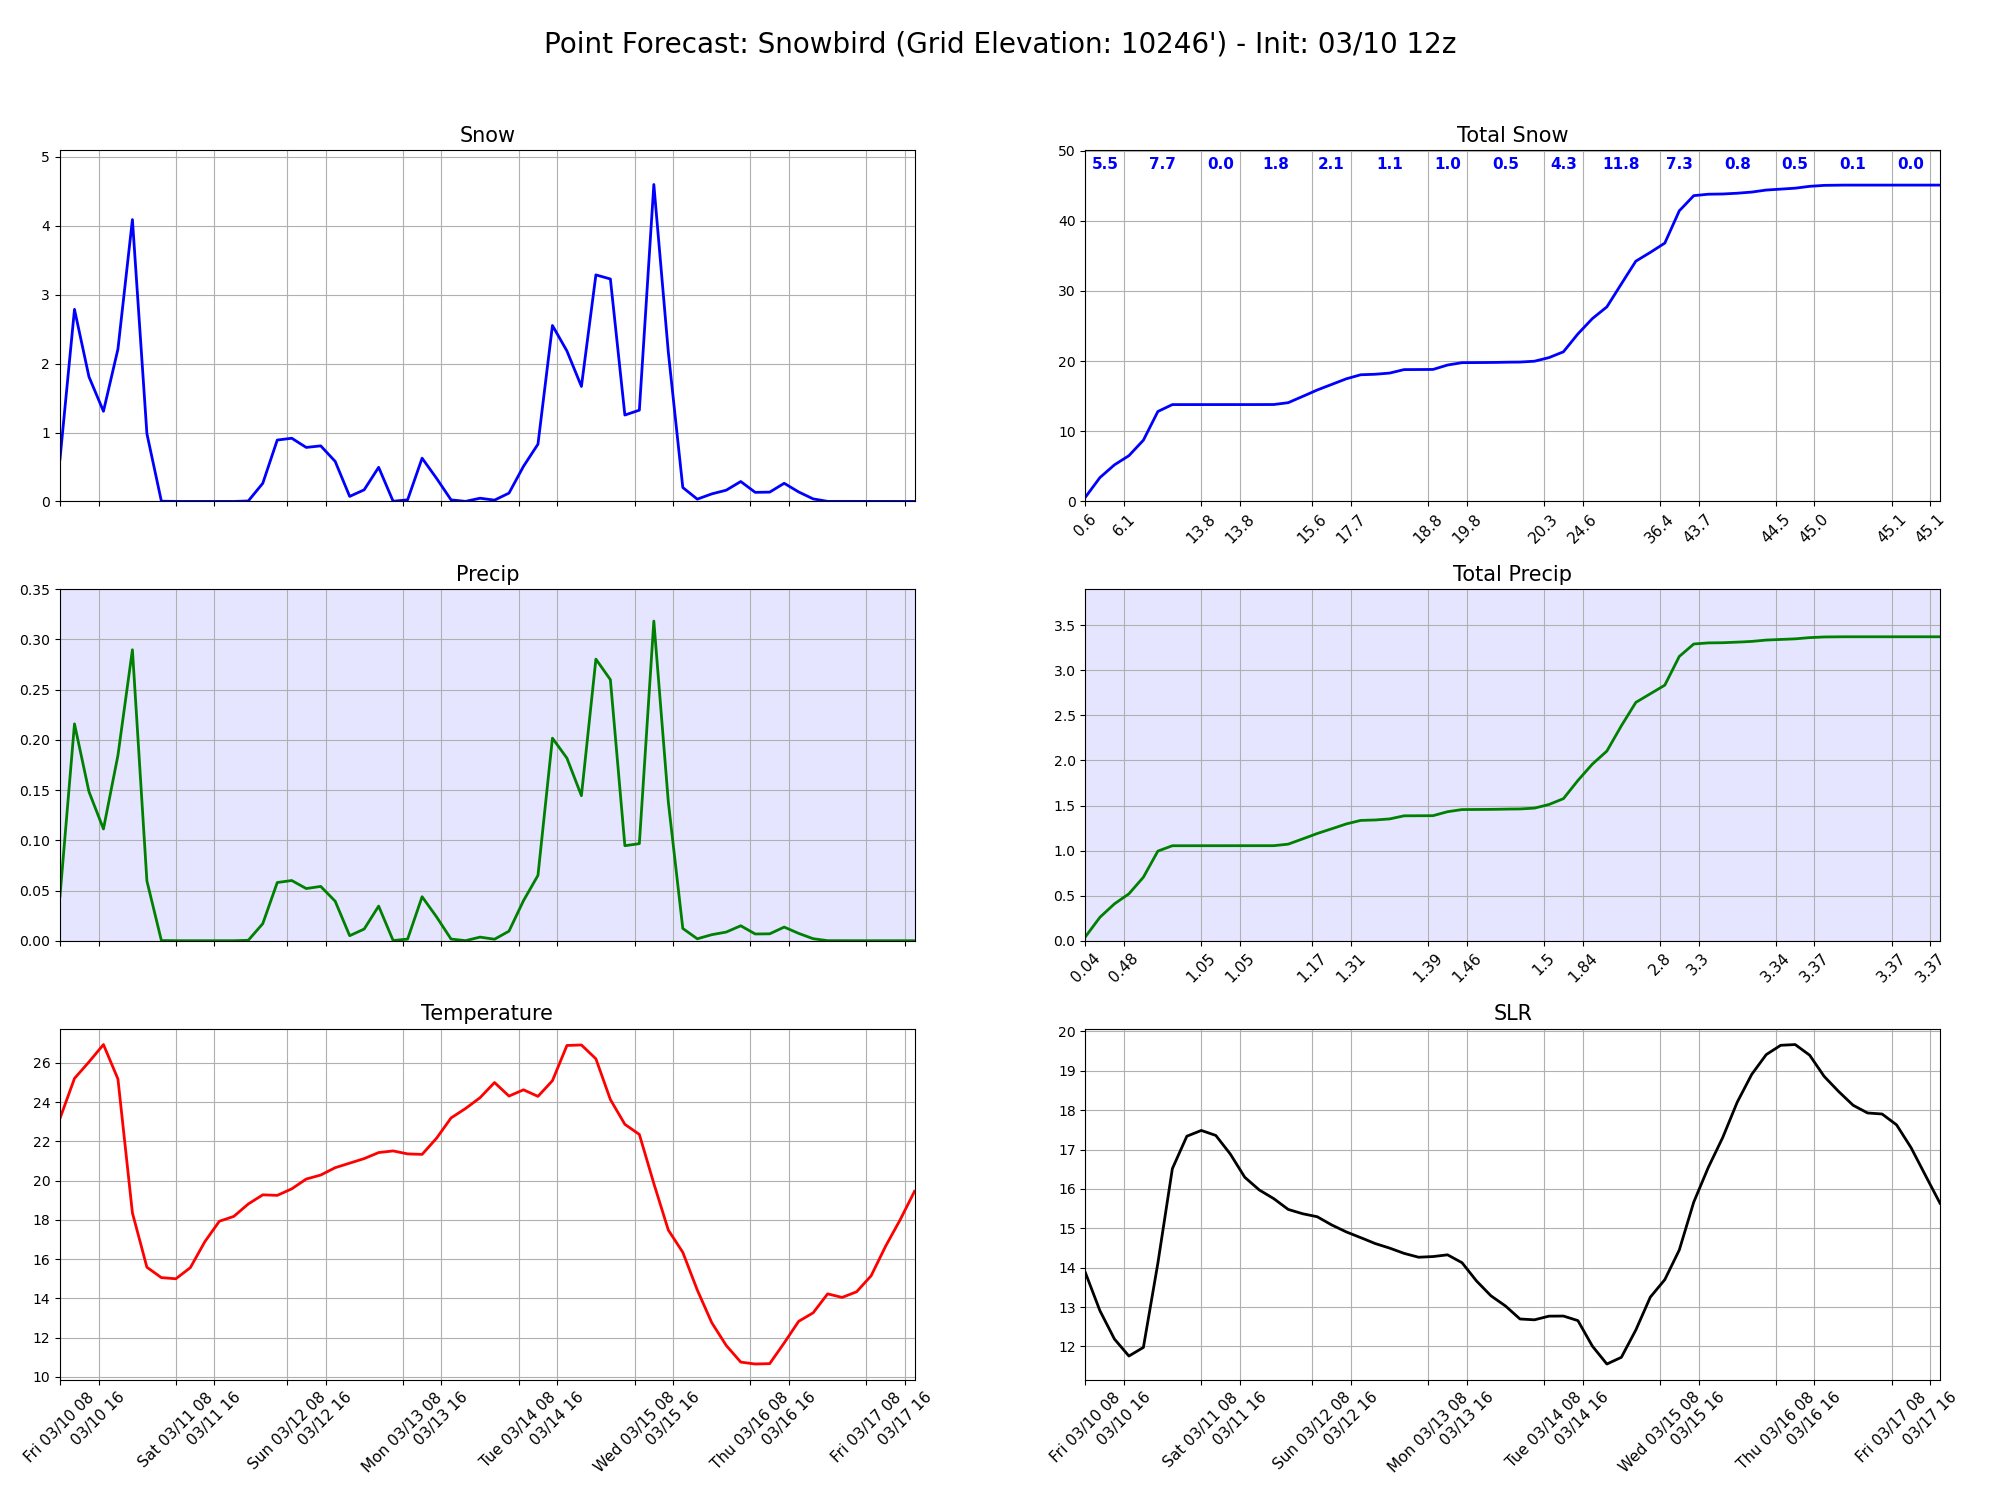 Point Forecast: Snowbird (Grid Elevation: 10246') - Init: 03/10 12z
Snow
5
4
3
2
1
0
Total Snow
50
40
30
20
10
0
5.5 7.7 0.0 1.8 2.1 1.1 1.0 0.5 4.3 11.8 7.3 0.8 0.5 0.1 0.0
0.6 6.1 13.8 13.8 15.6 17.7 18.8 19.8 20.3 24.6 36.4 43.7 44.5 45.0 45.1 45.1
Precip
0.35
0.30
0.25
0.20
0.15
0.10
0.05
0.00
Total Precip
3.5
3.0
2.5
2.0
1.5
1.0
0.5
0.0
0.04 0.48 1.05 1.05 1.17 1.31 1.39 1.46 1.5 1.84 2.8 3.3 3.34 3.37 3.37 3.37
Temperature
26
24
22
20
18
16
14
12
10
Fri 03/10 08
03/10 16
Sat 03/11 08
03/11 16
Sun 03/12 08
03/12 16
Mon 03/13 08
03/13 16
Tue 03/14 08
03/14 16
Wed 03/15 08
03/15 16
Thu 03/16 08
03/16 16
Fri 03/17 08
03/17 16
SLR
20
19
18
17
16
15
14
13
12
Fri 03/10 08
03/10 16
Sat 03/11 08
03/11 16
Sun 03/12 08
03/12 16
Mon 03/13 08
03/13 16
Tue 03/14 08
03/14 16
Wed 03/15 08
03/15 16
Thu 03/16 08
03/16 16
Fri 03/17 08
03/17 16